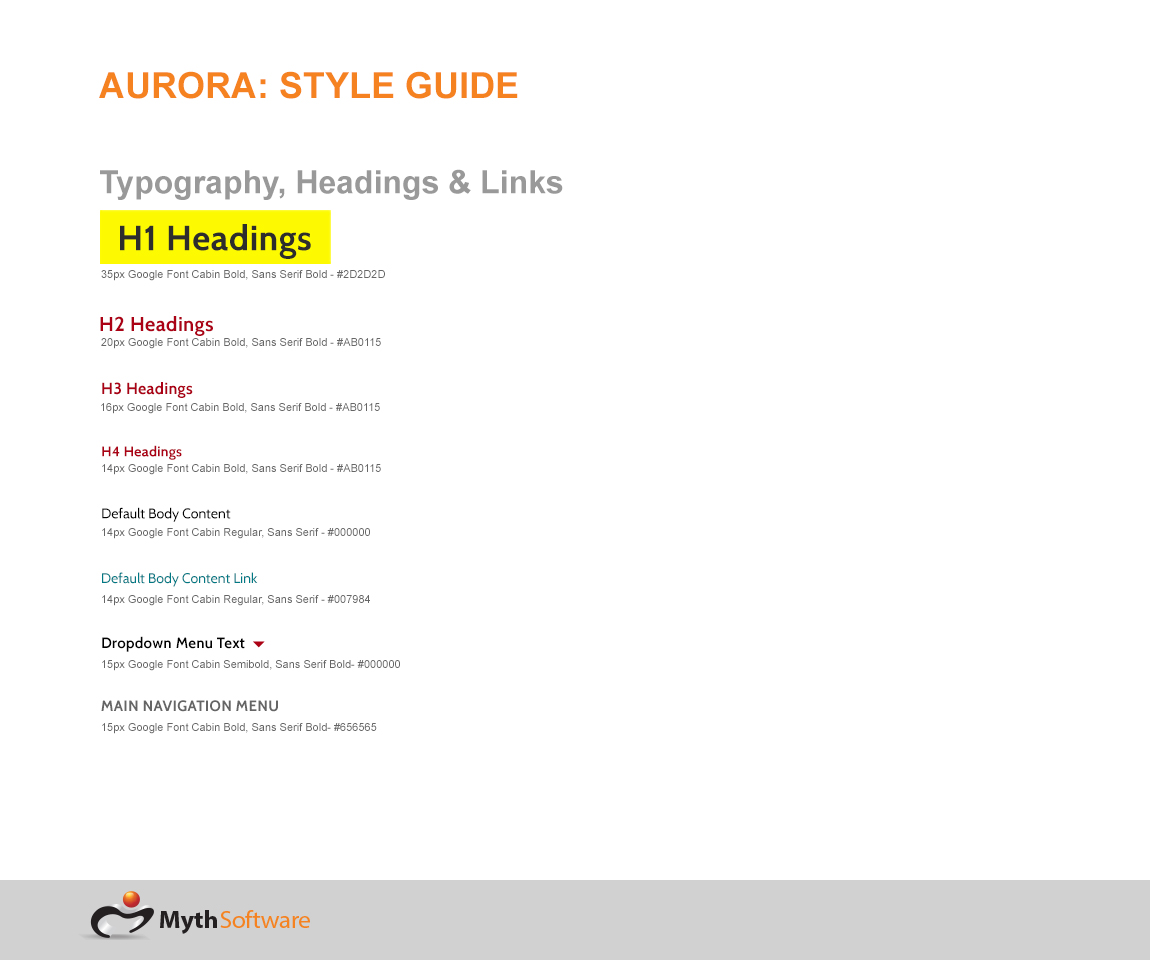 AURORA: STYLE GUIDE
Typography, Headings & Links
H1 Headings
35px Google Font Cabin Bold, Sans Serif Bold - #2D2D2D
H2 Headings
20px Google Font Cabin Bold, Sans Serif Bold - #AB0115
H3 Headings
16px Google Font Cabin Bold, Sans Serif Bold - #AB0115
H4 Headings
14px Google Font Cabin Bold, Sans Serif Bold - #AB0115
Default Body Content
14px Google Font Cabin Regular, Sans Serif - #000000
Default Body Content Link
14px Google Font Cabin Regular, Sans Serif - #007984
Dropdown Menu Text
15px Google Font Cabin Semibold, Sans Serif Bold- #000000
MAIN NAVIGATION MENU
15px Google Font Cabin Bold, Sans Serif Bold- #656565
MythSoftware